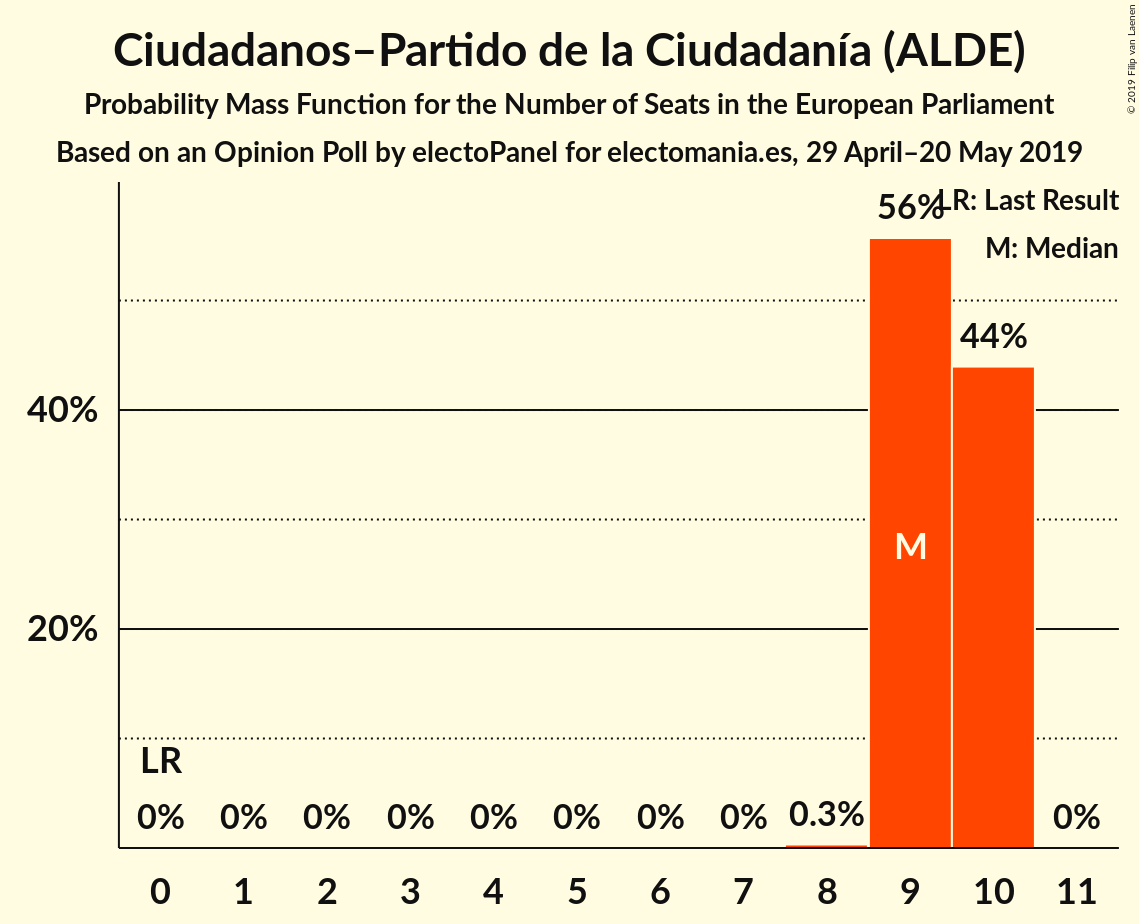 Ciudadanos–Partido de la Ciudadanía (ALDE)
Probability Mass Function for the Number of Seats in the European Parliament
Based on an Opinion Poll by electoPanel for electomania.es, 29 April–20 May 2019
© 2019 Filip van Laenen
LR: Last Result
M: Median
56%
44%
40%
M
20%
LR
0% 0% 0% 0% 0% 0% 0% 0% 0.3% 0%
0 1 2 3 4 5 6 7 8 9 10 11